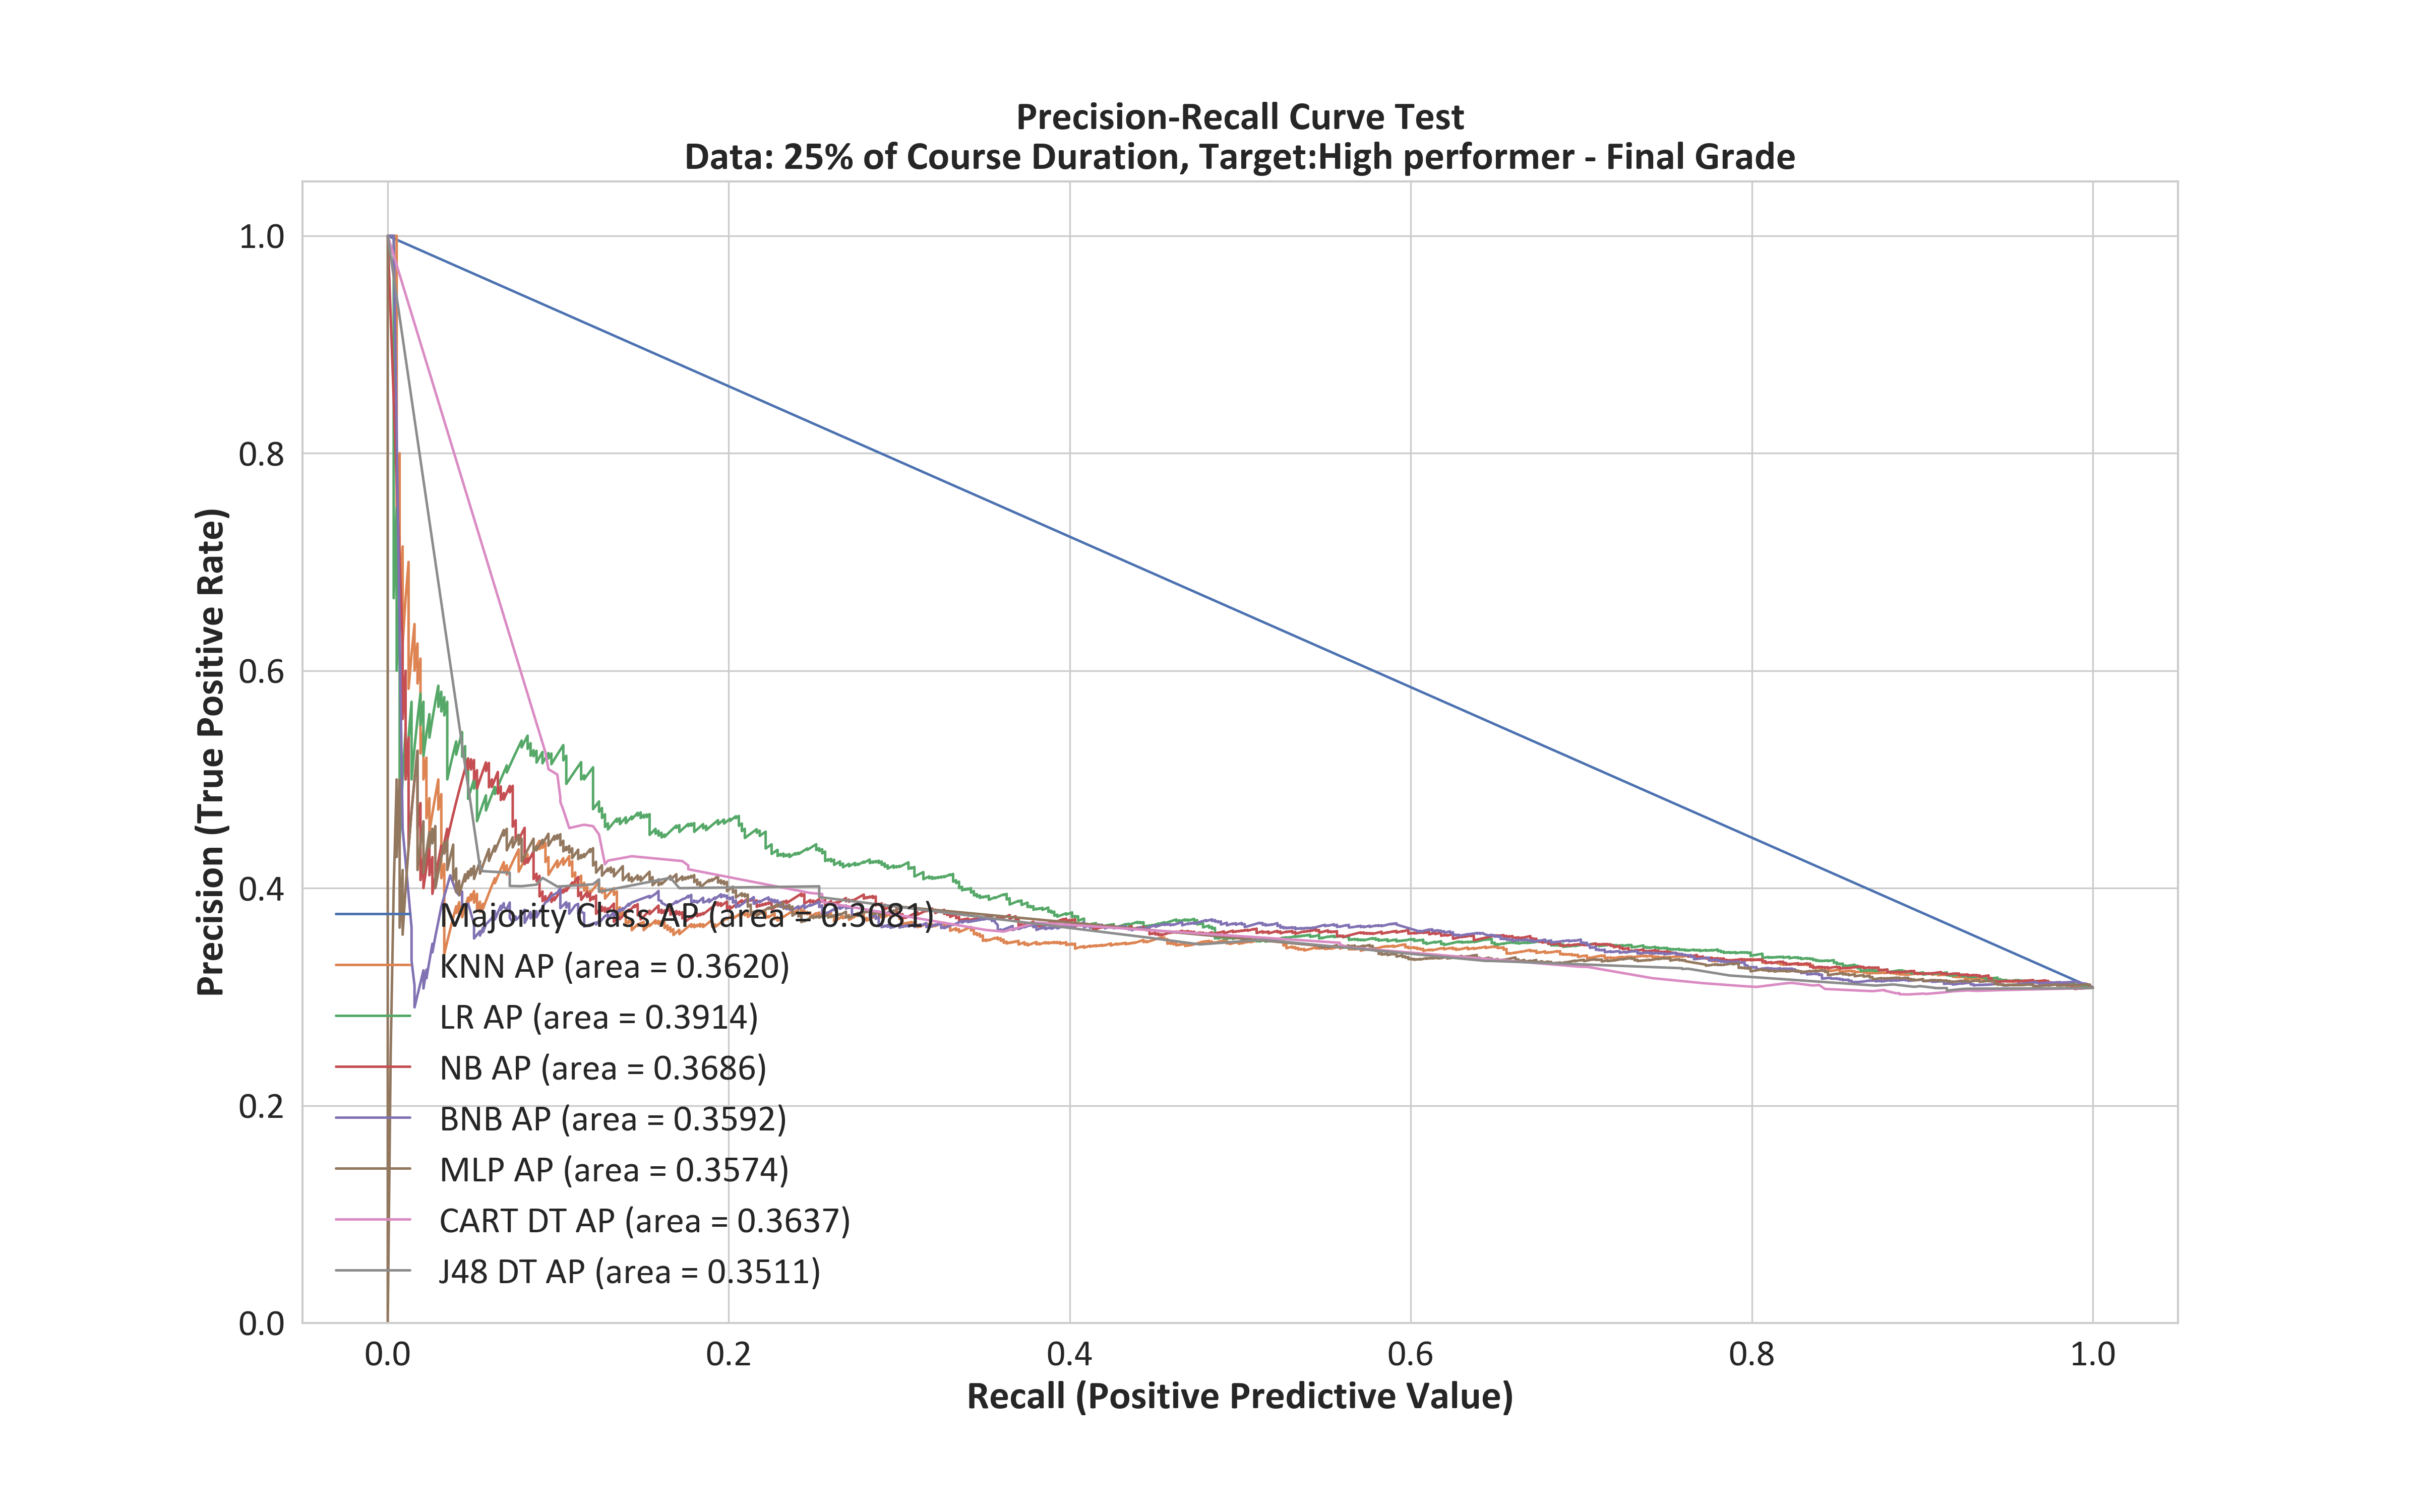 Precision-Recall Curve Test
Data: 25% of Course Duration, Target:High performer - Final Grade
Precision (True Positive Rate)
1.0
0.8
0.6
0.4
0.2
0.0
Majority Class AP (area = 0.3081)
KNN AP (area = 0.3620)
LR AP (area = 0.3914)
NB AP (area = 0.3686)
BNB AP (area = 0.3592)
MLP AP (area = 0.3574)
CART DT AP (area = 0.3637)
J48 DT AP (area = 0.3511)
0.0 0.2 0.4 0.6 0.8 1.0
Recall (Positive Predictive Value)